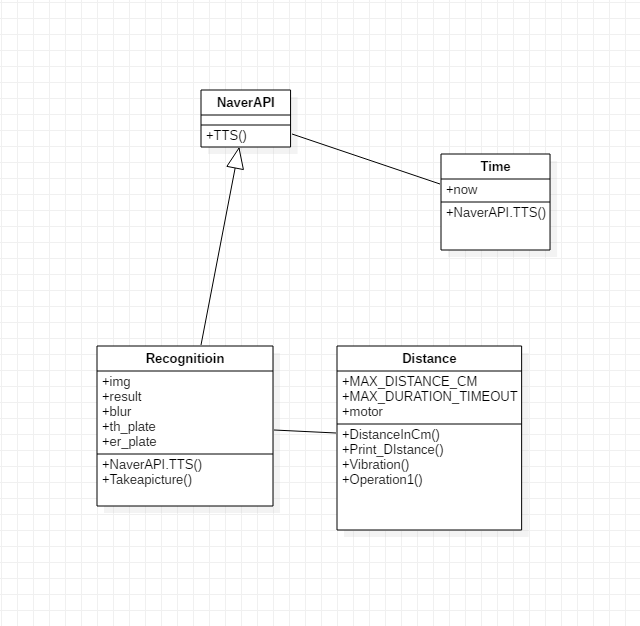 NaverAPI
+TTS()
Time
+now
+NaverAPI.TTS()
Recognitioin
+img
+result
+blur
+th_plate
+er_plate
+NaverAPI.TTS()
+Takeapicture()
Distance
+MAX_DISTANCE_CM
+MAX_DURATION_TIMEOUT
+motor
+DistanceInCm()
+Print_DIstance()
+Vibration()
+Operation1()